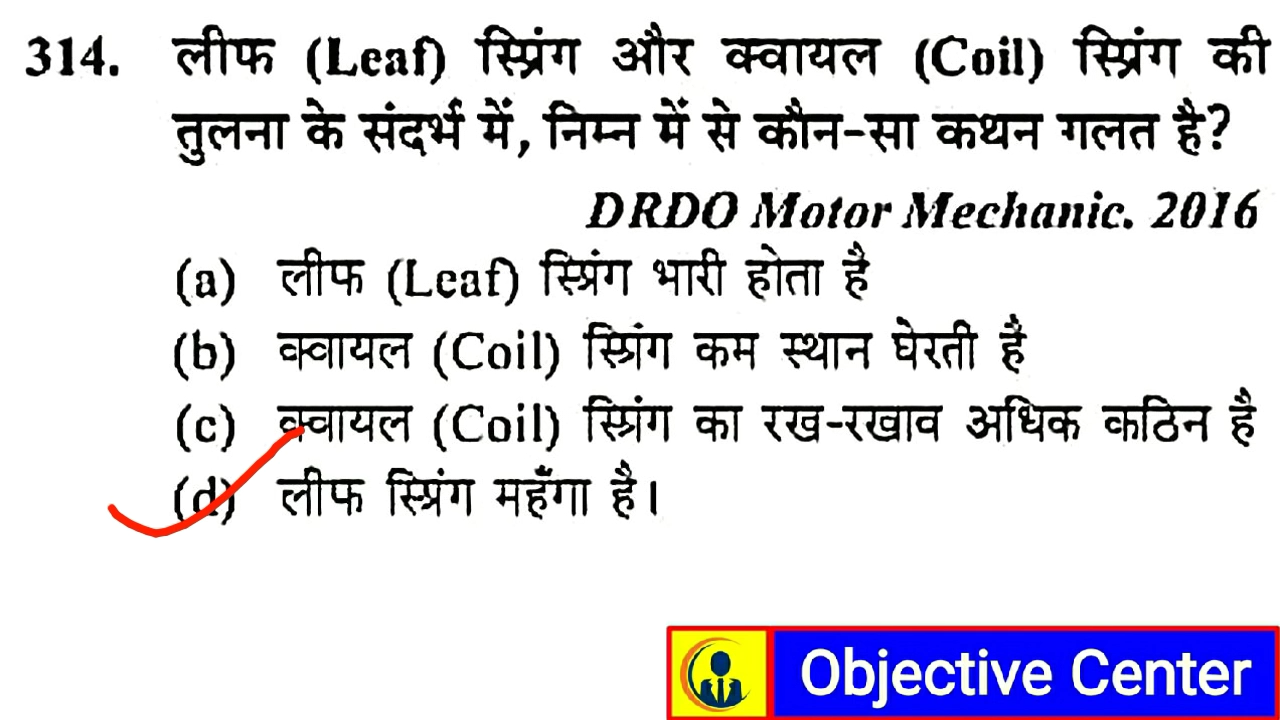 314. लीफ (Leaf) स्प्रिंग और क्वायल (Coil) स्प्रिंग की
तुलना के संदर्भ में, निम्न में से कौन-सा कथन गलत है?
DRDO Motor Mechanic. 2016
(a) लीफ (Leaf) स्प्रिंग भारी होता है
(b) क्वायल (Coil) स्प्रिंग कम स्थान घेरती है
(c) क्वायल (Coil) स्प्रिंग का रख-रखाव अधिक कठिन है
(d) लीफ स्प्रिंग महँगा है।
Objective Center